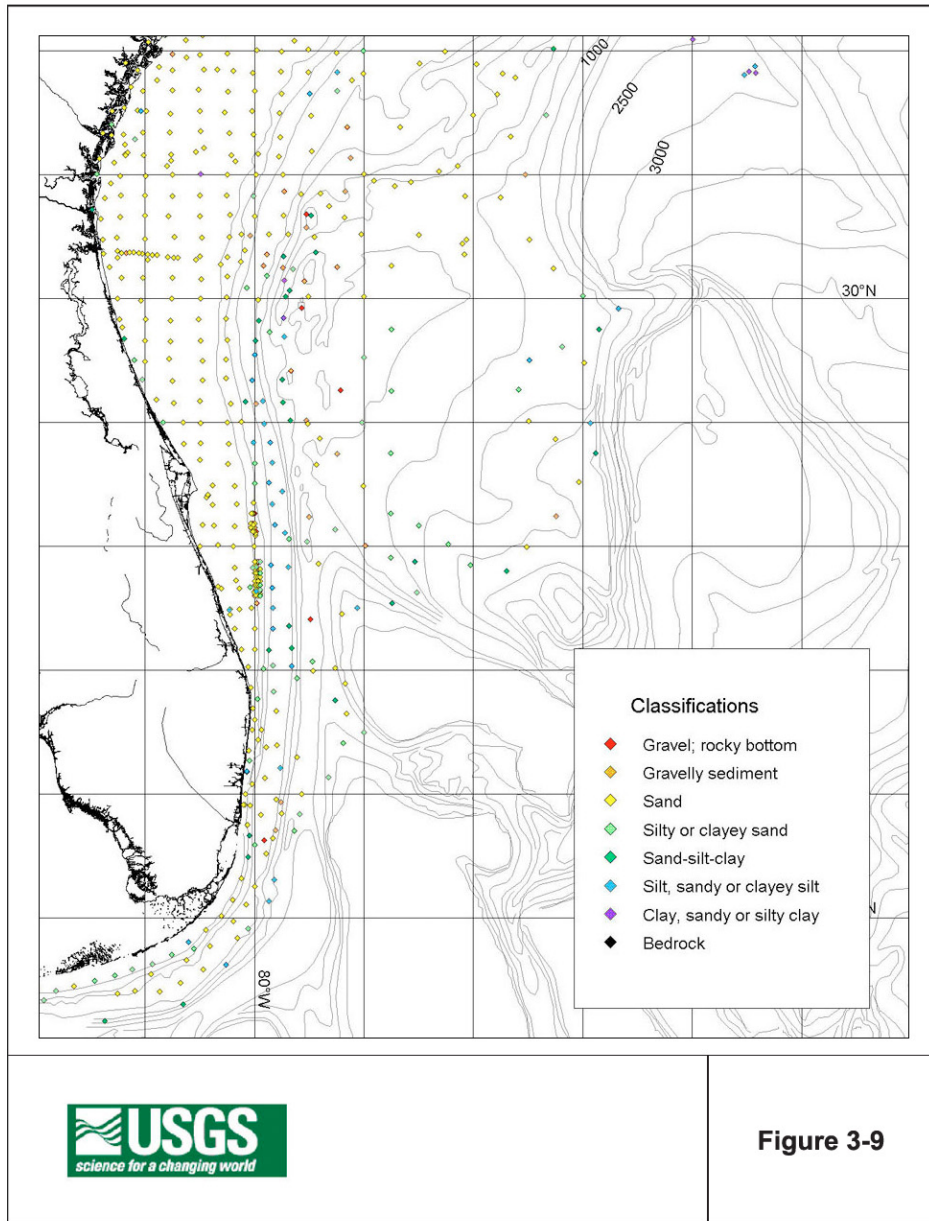 1000
2500
3000
30°N
Classifications
Gravel; rocky bottom
Gravelly sediment
Sand
Silty or clayey sand
Sand-silt-clay
Silt, sandy or clayey silt
Clay, sandy or silty clay
Bedrock
N
80°W
USGS
science for a changing world
Figure 3-9